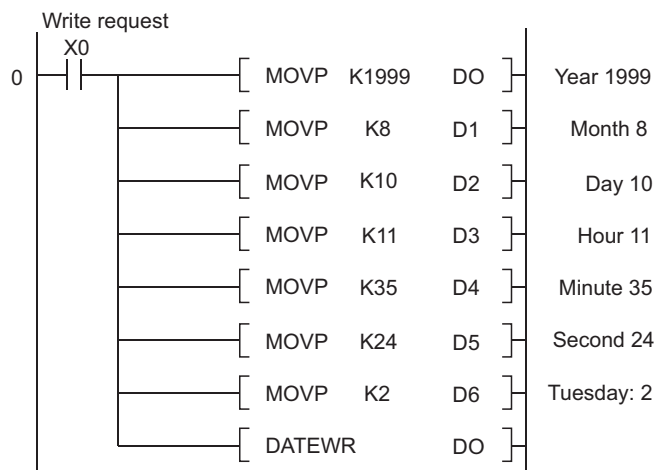 Write request
X0
0 MOVP K1999 DO Year 1999
MOVP K8 D1 Month 8
MOVP K10 D2 Day 10
MOVP K11 D3 Hour 11
MOVP K35 D4 Minute 35
MOVP K24 D5 Second 24
MOVP K2 D6 Tuesday: 2
DATEWR DO